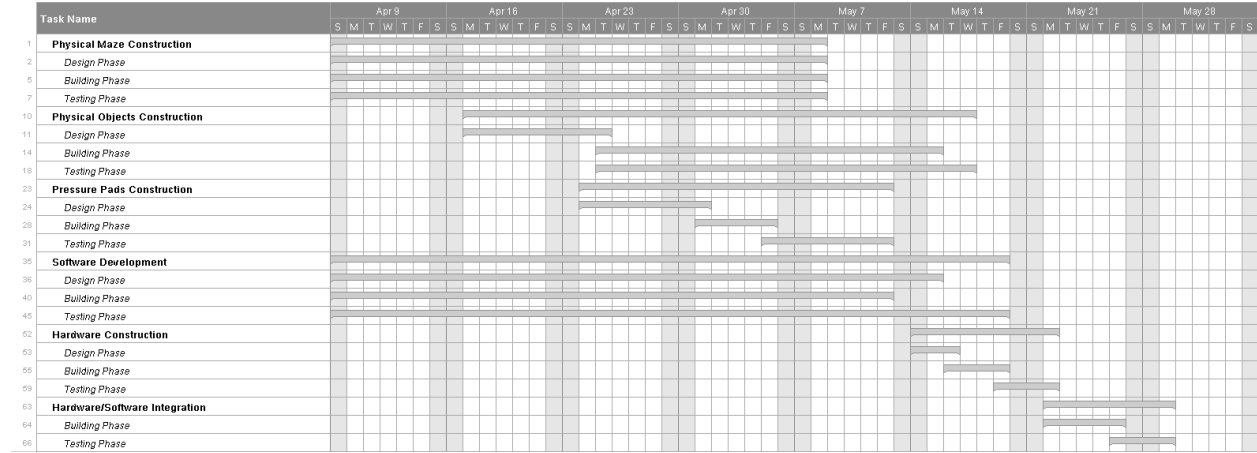 Task Name
Apr 9 Apr 16 Apr 23 Apr 30 May 7 May 14 May 21 May 28
S M T W T F S S M T W T F S S M T W T F S S M T W T F S S M T W T F S S M T W T F S S M T W T F S S M T W T F S
1 Physical Maze Construction
2 Design Phase
5 Building Phase
7 Testing Phase
10 Physical Objects Construction
11 Design Phase
14 Building Phase
18 Testing Phase
23 Pressure Pads Construction
24 Design Phase
28 Building Phase
31 Testing Phase
35 Software Development
36 Design Phase
40 Building Phase
45 Testing Phase
52 Hardware Construction
53 Design Phase
55 Building Phase
59 Testing Phase
63 Hardware/Software Integration
64 Building Phase
66 Testing Phase